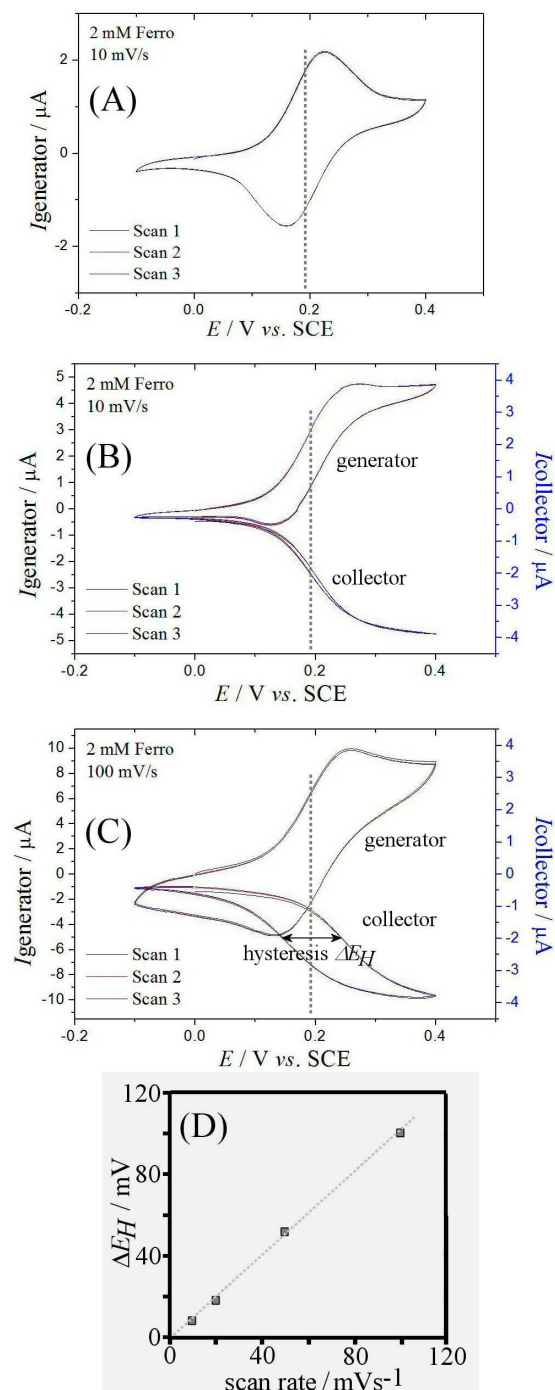 2 mM Ferro
10 mV/s
(A)
2
0
-2
Igenerator / µA
Scan 1
Scan 2
Scan 3
-0.2 0.0 0.2 0.4
E / V vs. SCE
2 mM Ferro
10 mV/s
(B)
5
4
3
2
1
0
-1
-2
-3
-4
-5
Igenerator / µA
generator
collector
4
3
2
1
0
-1
-2
-3
-4
Icollector / µA
Scan 1
Scan 2
Scan 3
-0.2 0.0 0.2 0.4
E / V vs. SCE
2 mM Ferro
100 mV/s
(C)
10
8
6
4
2
0
-2
-4
-6
-8
-10
Igenerator / µA
generator
collector
hysteresis ΔEH
4
3
2
1
0
-1
-2
-3
-4
Icollector / µA
Scan 1
Scan 2
Scan 3
-0.2 0.0 0.2 0.4
E / V vs. SCE
(D)
120
80
40
0
ΔEH / mV
0 40 80 120
scan rate / mVs-1